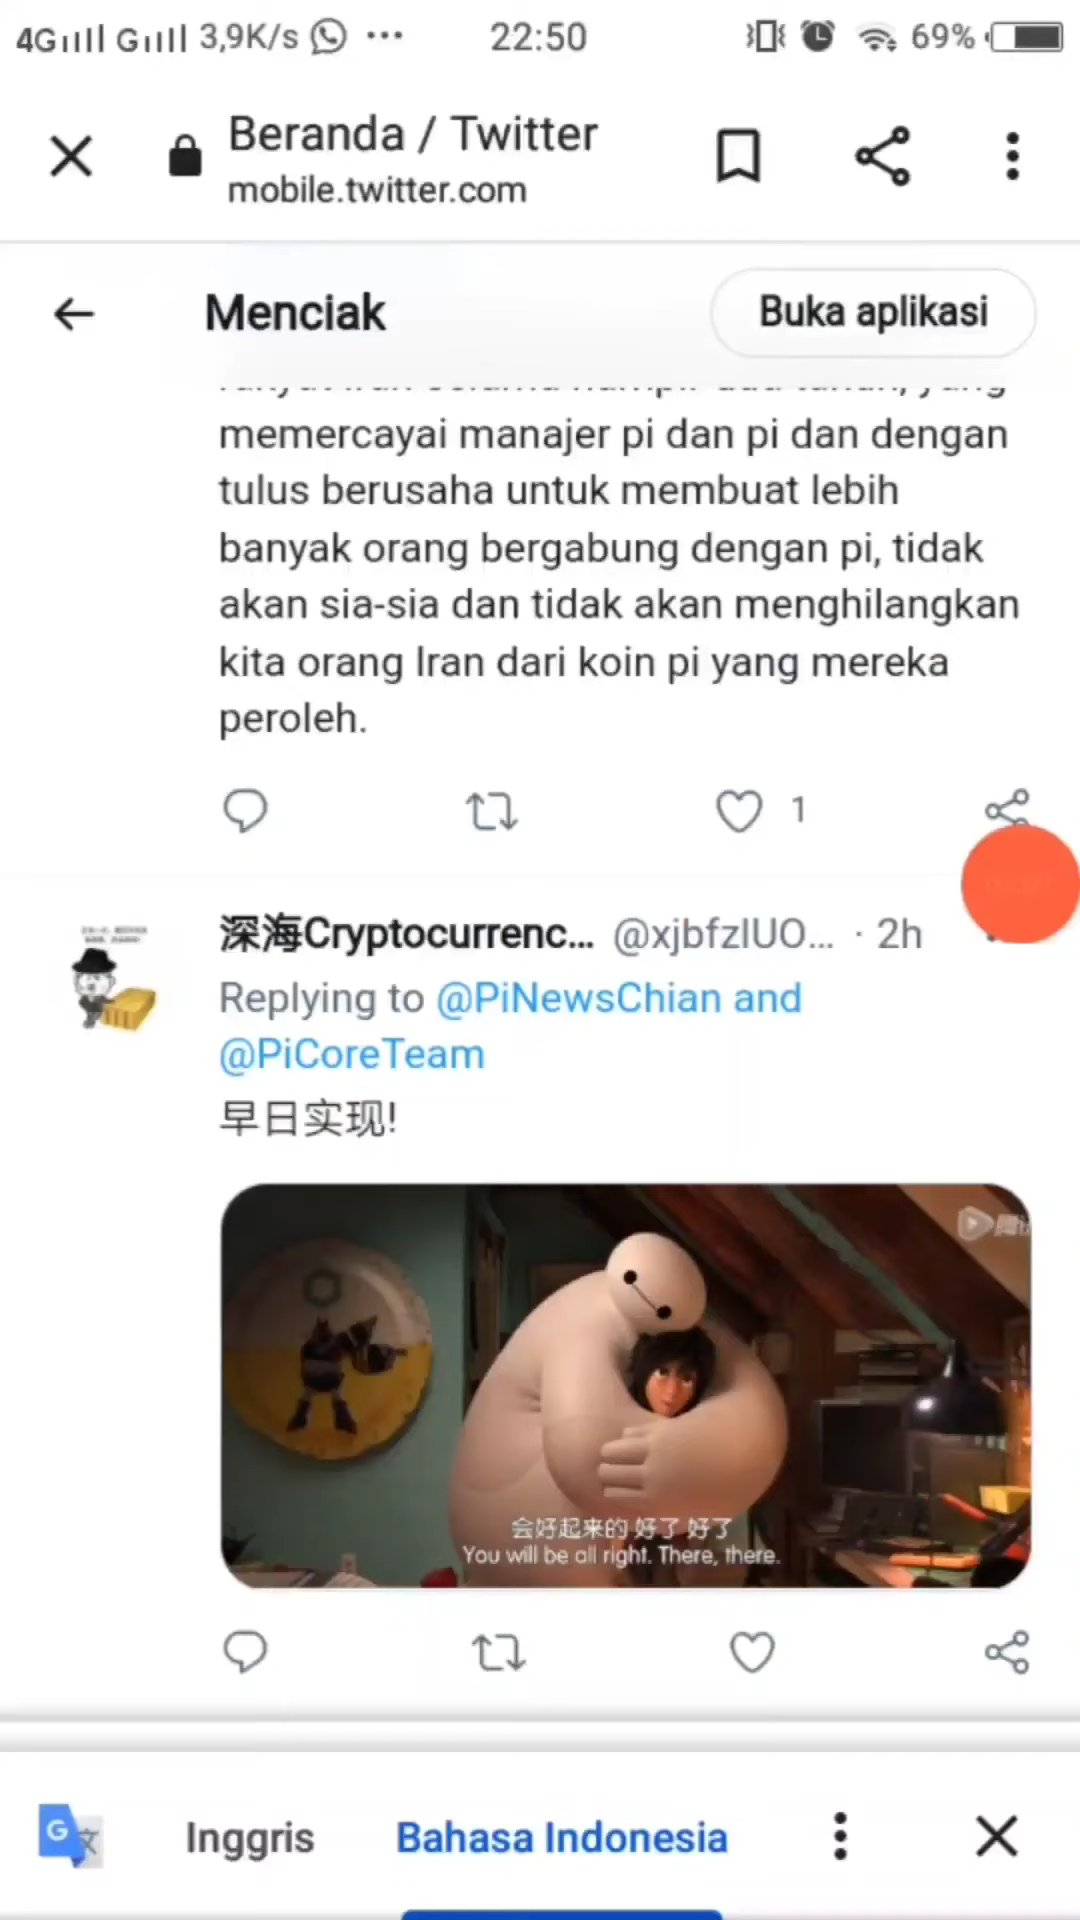 4G G 3,9K/s 22:50 69%
Beranda / Twitter
mobile.twitter.com
Menciak
Buka aplikasi
memercayai manajer pi dan pi dan dengan
tulus berusaha untuk membuat lebih
banyak orang bergabung dengan pi, tidak
akan sia-sia dan tidak akan menghilangkan
kita orang Iran dari koin pi yang mereka
peroleh.
1
深海Cryptocurrenc... @xjbfzIUO... · 2h
Replying to @PiNewsChian and
@PiCoreTeam
早日实现!
会好起来的 好了 好了
You will be all right. There, there.
Inggris
Bahasa Indonesia